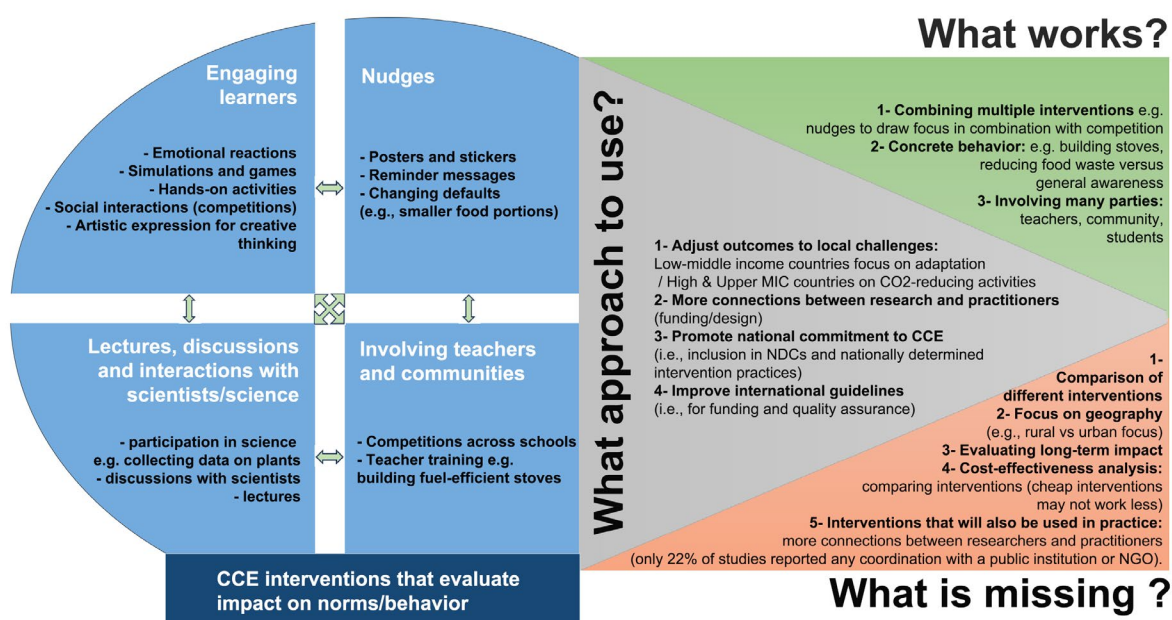 Engaging
learners
- Emotional reactions
- Simulations and games
- Hands-on activities
- Social interactions (competitions)
- Artistic expression for creative
thinking
Nudges
- Posters and stickers
- Reminder messages
- Changing defaults
(e.g., smaller food portions)
Lectures, discussions
and interactions with
scientists/science
- participation in science
e.g. collecting data on plants
- discussions with scientists
- lectures
Involving teachers
and communities
- Competitions across schools
- Teacher training e.g.
building fuel-efficient stoves
CCE interventions that evaluate
impact on norms/behavior
What approach to use?
1- Adjust outcomes to local challenges:
Low-middle income countries focus on adaptation
/ High & Upper MIC countries on CO2-reducing activities
2- More connections between research and practitioners
(funding/design)
3- Promote national commitment to CCE
(i.e., inclusion in NDCs and nationally determined
intervention practices)
4- Improve international guidelines
(i.e., for funding and quality assurance)
What works?
1- Combining multiple interventions e.g.
nudges to draw focus in combination with competition
2- Concrete behavior: e.g. building stoves,
reducing food waste versus
general awareness
3- Involving many parties:
teachers, community,
students
1-
Comparison of
different interventions
2- Focus on geography
(e.g., rural vs urban focus)
3- Evaluating long-term impact
4- Cost-effectiveness analysis:
comparing interventions (cheap interventions
may not work less)
5- Interventions that will also be used in practice:
more connections between researchers and practitioners
(only 22% of studies reported any coordination with a public institution or NGO).
What is missing ?